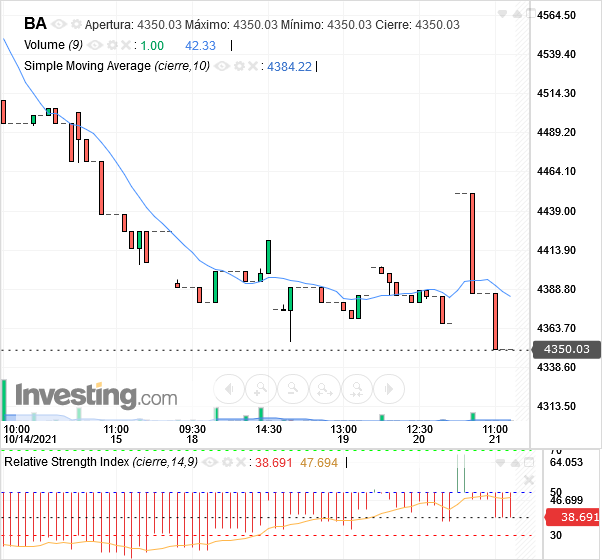 BA Apertura: 4350.03 Máximo: 4350.03 Mínimo: 4350.03 Cierre: 4350.03
Volume (9) : 1.00 42.33
Simple Moving Average (cierre,10) : 4384.22
4564.50
4539.40
4514.30
4489.20
4464.10
4439.00
4413.90
4388.80
4363.70
4350.03
4338.60
4313.50
Investing.com
10:00 11:00 09:30 14:30 13:00 12:30 11:00
10/14/2021 15 18 19 20 21
Relative Strength Index (cierre,14,9) : 38.691 47.694
70
64.053
50
46.699
38.691
30